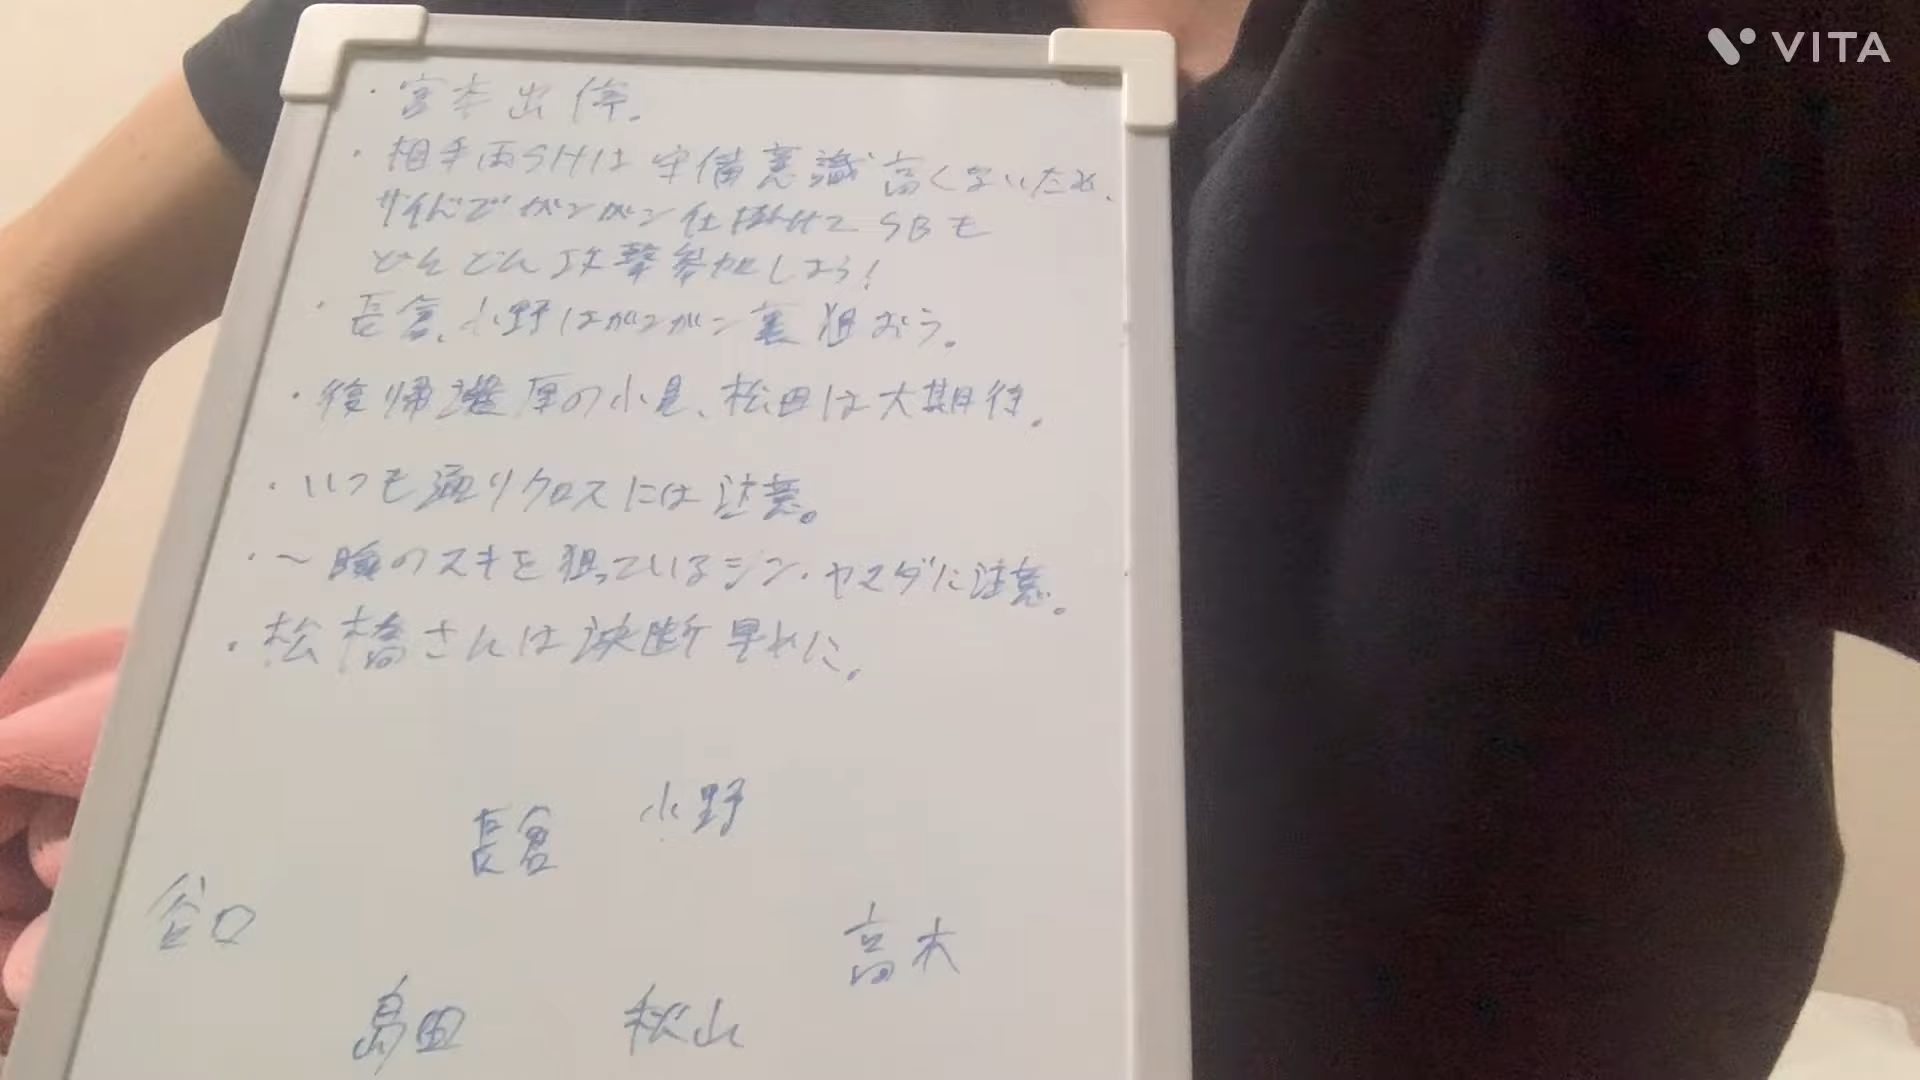 VITA
・宮本出停。
・相手両SHは守備意識高くないため、
サイドでガンガン仕掛けてSBも
どんどん攻撃参加しよう!
・長倉、小野はガンガン裏狙おう。
・復帰濃厚の小見、松田は大期待。
・いつも通りクロスには注意。
・一瞬のスキを狙っているジン・ヤスダに注意。
・松橋さんは決断早めに。
長倉 小野
谷口 高木
島田 秋山